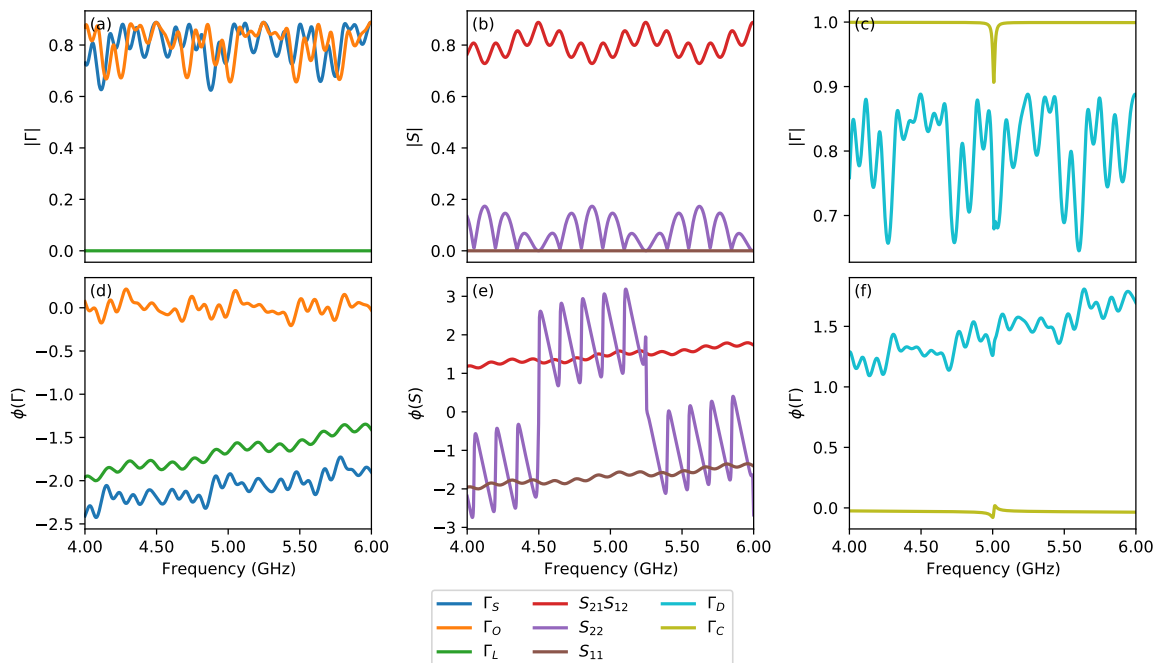 (a)
|Γ|
0.8
0.6
0.4
0.2
0.0
(b)
|S|
0.8
0.6
0.4
0.2
0.0
(c)
|Γ|
1.0
0.9
0.8
0.7
(d)
ϕ(Γ)
0.0
−0.5
−1.0
−1.5
−2.0
−2.5
4.00 4.50 5.00 5.50 6.00
Frequency (GHz)
(e)
ϕ(S)
3
2
1
0
−1
−2
−3
4.00 4.50 5.00 5.50 6.00
Frequency (GHz)
(f)
ϕ(Γ)
1.5
1.0
0.5
0.0
4.00 4.50 5.00 5.50 6.00
Frequency (GHz)
Γ_S S_21S_12 Γ_D
Γ_O S_22 Γ_C
Γ_L S_11